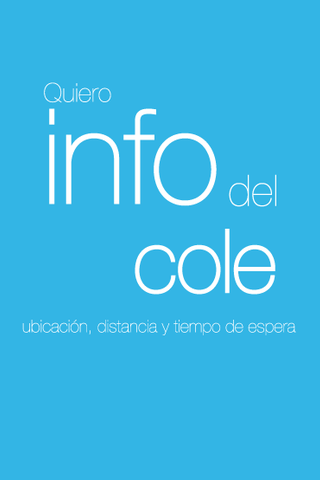 Quiero
info del
cole
ubicación, distancia y tiempo de espera